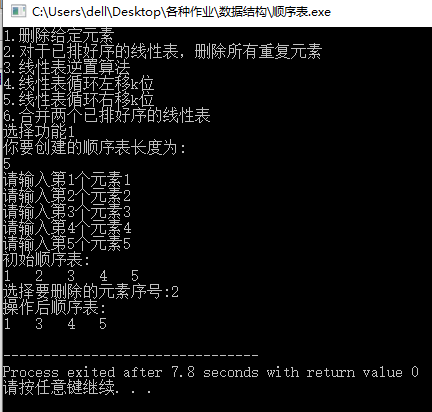 C:\Users\dell\Desktop\各种作业\数据结构\顺序表.exe
1.删除给定元素
2.对于已排好序的线性表，删除所有重复元素
3.线性表逆置算法
4.线性表循环左移k位
5.线性表循环右移k位
6.合并两个已排好序的线性表
选择功能1
你要创建的顺序表长度为:
5
请输入第1个元素1
请输入第2个元素2
请输入第3个元素3
请输入第4个元素4
请输入第5个元素5
初始顺序表:
1 2 3 4 5
选择要删除的元素序号:2
操作后顺序表:
1 3 4 5
--------------------------------
Process exited after 7.8 seconds with return value 0
请按任意键继续. . .